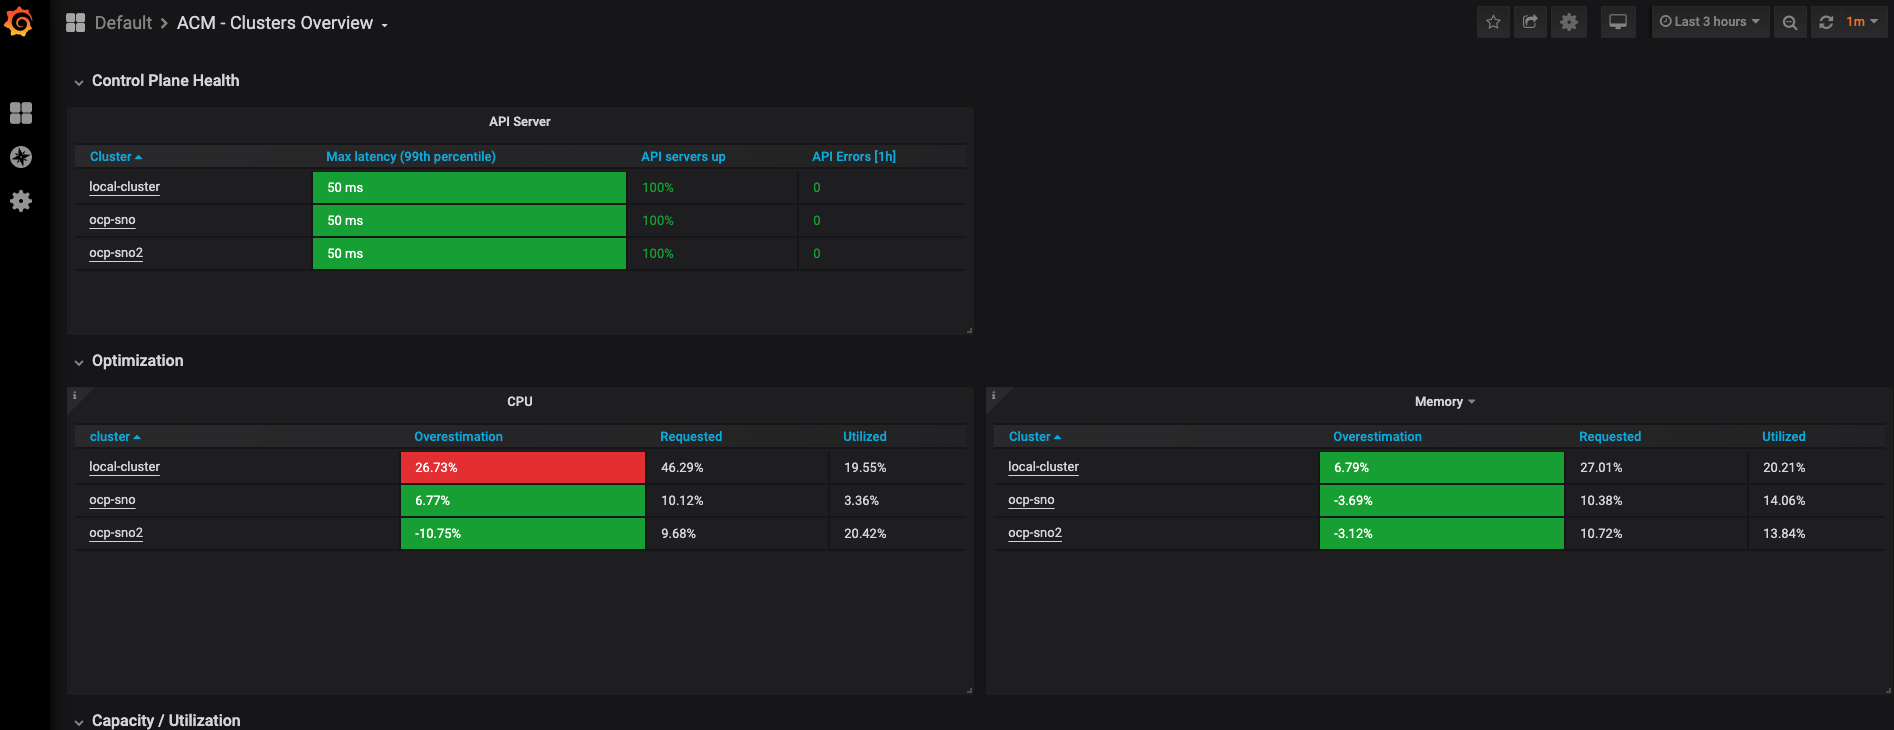 Default > ACM - Clusters Overview
Last 3 hours
1m
Control Plane Health
API Server
Cluster Max latency (99th percentile) API servers up API Errors [1h]
local-cluster 50 ms 100% 0
ocp-sno 50 ms 100% 0
ocp-sno2 50 ms 100% 0
Optimization
i
CPU
cluster Overestimation Requested Utilized
local-cluster 26.73% 46.29% 19.55%
ocp-sno 6.77% 10.12% 3.36%
ocp-sno2 -10.75% 9.68% 20.42%
i
Memory
Cluster Overestimation Requested Utilized
local-cluster 6.79% 27.01% 20.21%
ocp-sno -3.69% 10.38% 14.06%
ocp-sno2 -3.12% 10.72% 13.84%
Capacity / Utilization